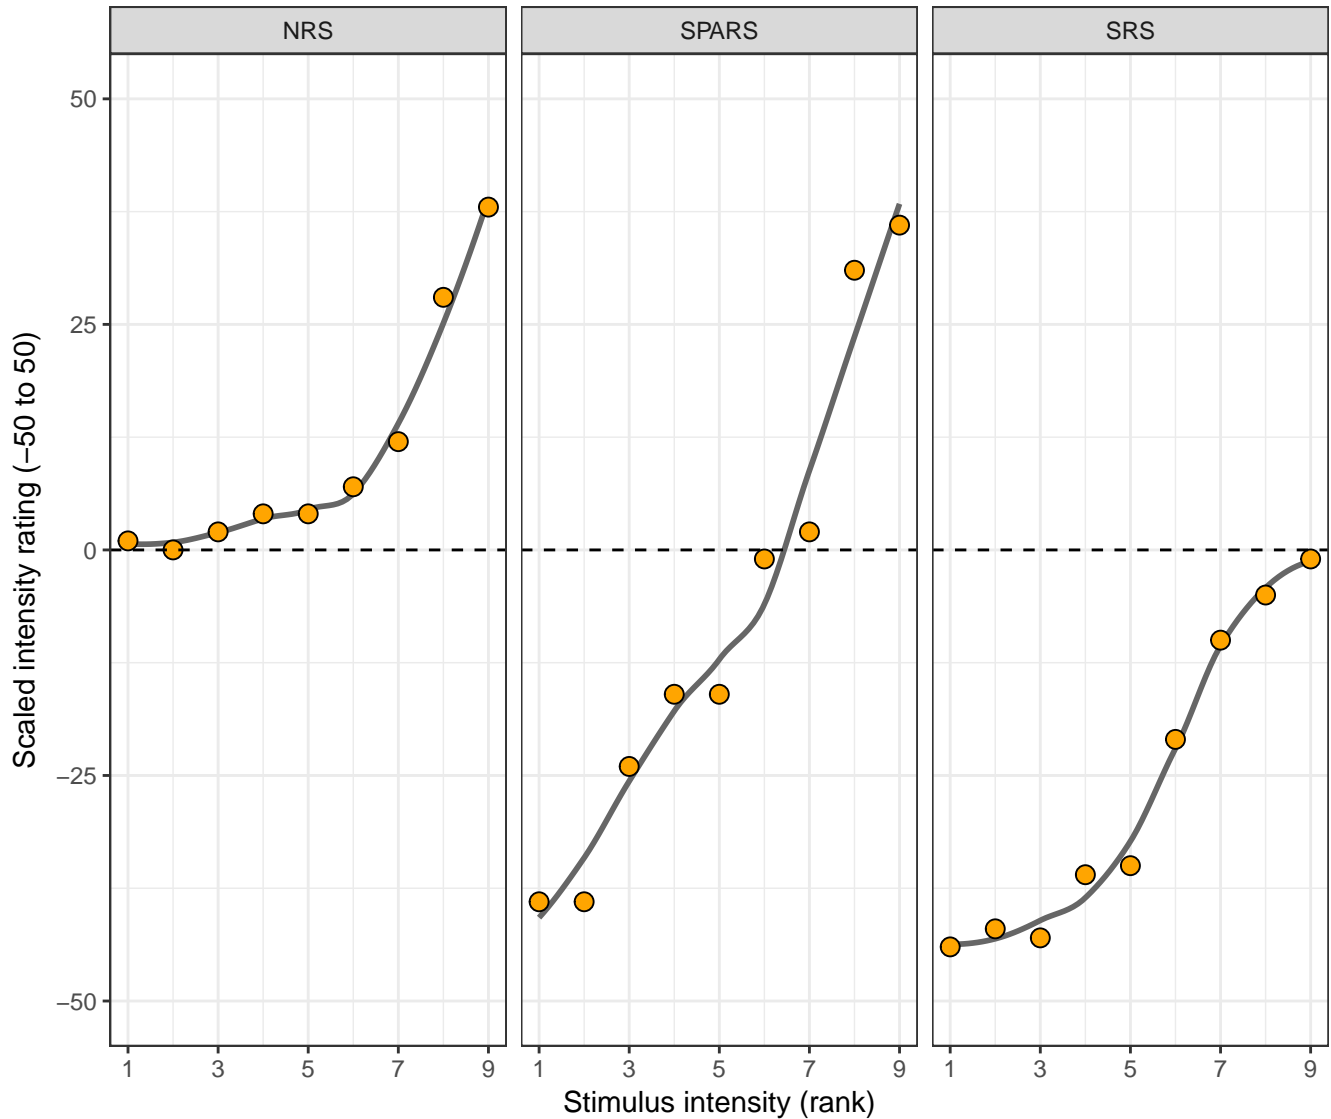 NRS SPARS SRS
Scaled intensity rating (−50 to 50)
50
25
0
−25
−50
1 3 5 7 9 1 3 5 7 9 1 3 5 7 9
Stimulus intensity (rank)